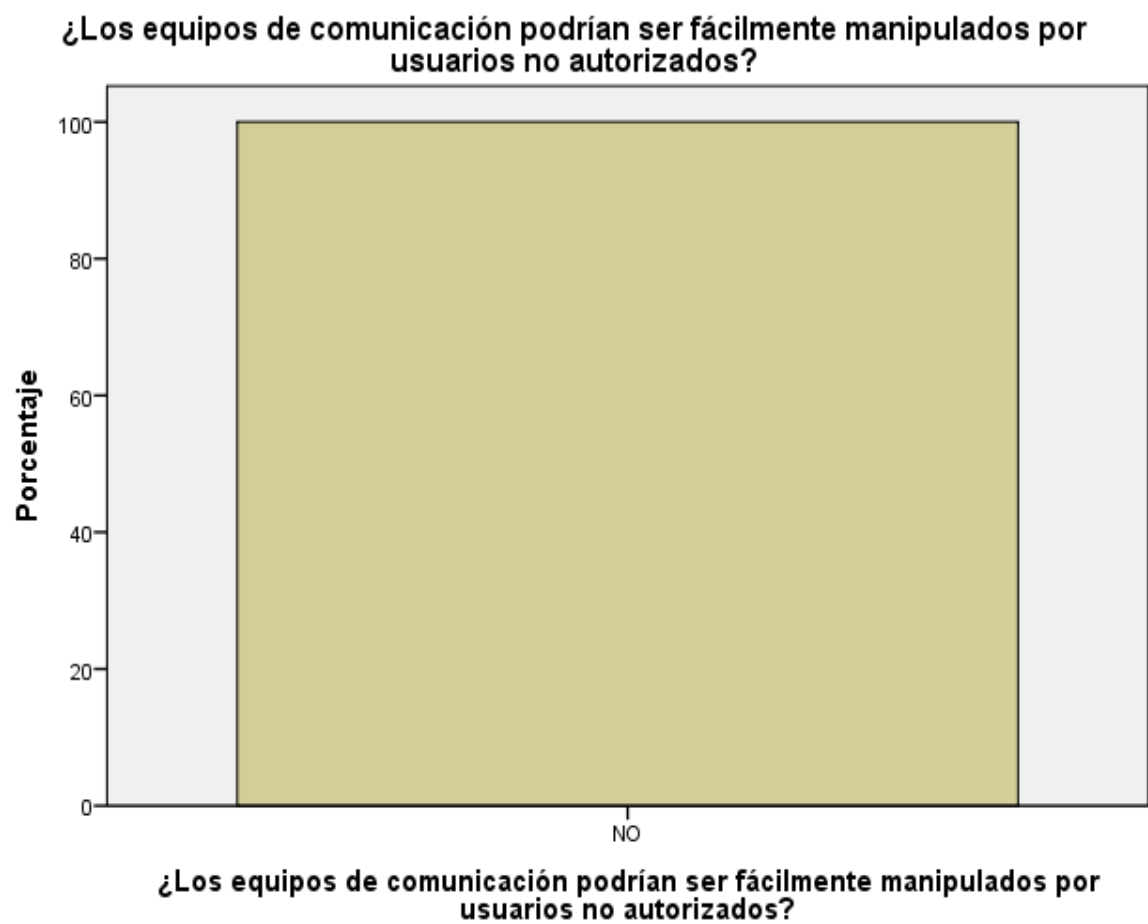 ¿Los equipos de comunicación podrían ser fácilmente manipulados por
usuarios no autorizados?
100
80
60
40
20
0
Porcentaje
NO
¿Los equipos de comunicación podrían ser fácilmente manipulados por
usuarios no autorizados?